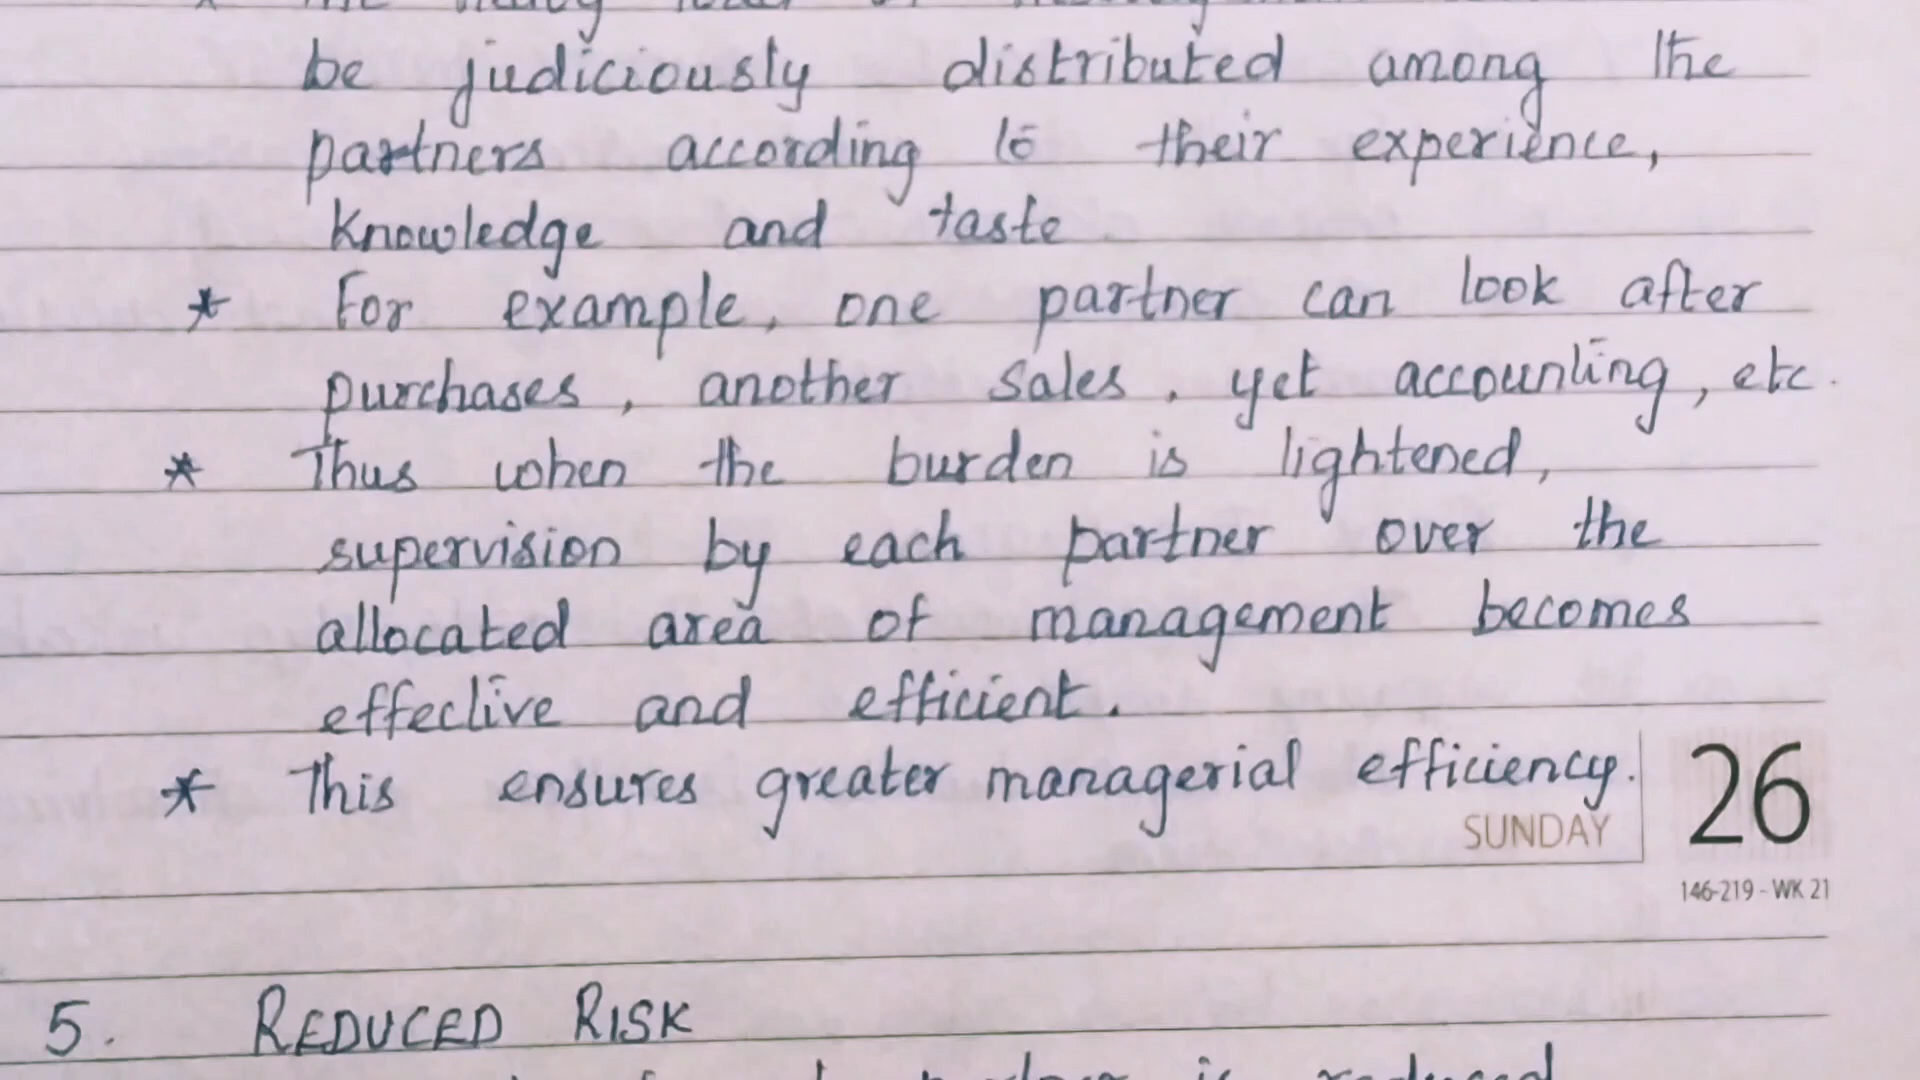 be judiciously distributed among the
partners according to their experience,
knowledge and taste
* For example, one partner can look after
purchases, another sales, yet accounting, etc.
* Thus when the burden is lightened,
supervision by each partner over the
allocated area of management becomes
effective and efficient.
* This ensures greater managerial efficiency.
SUNDAY 26
146-219 - WK 21
5. REDUCED RISK
is reduced